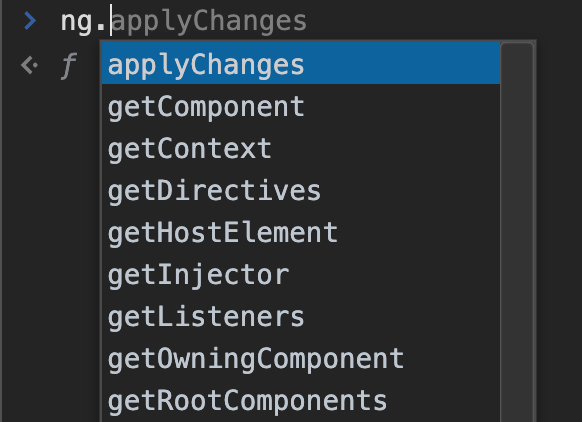 > ng.applyChanges
f
applyChanges
getComponent
getContext
getDirectives
getHostElement
getInjector
getListeners
getOwningComponent
getRootComponents